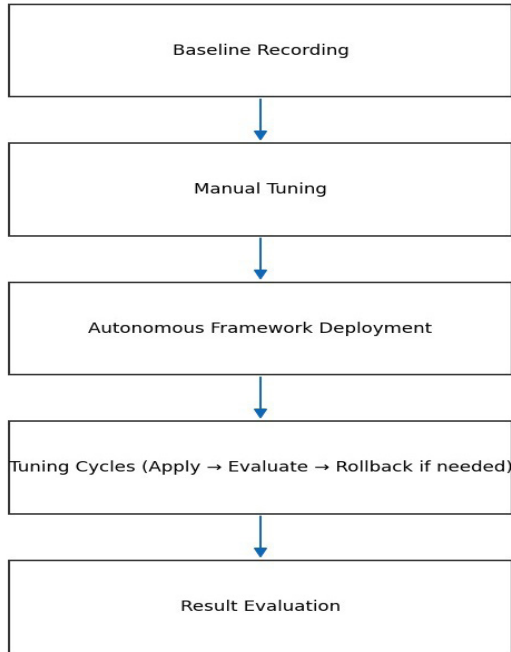 Baseline Recording
Manual Tuning
Autonomous Framework Deployment
Tuning Cycles (Apply → Evaluate → Rollback if needed)
Result Evaluation